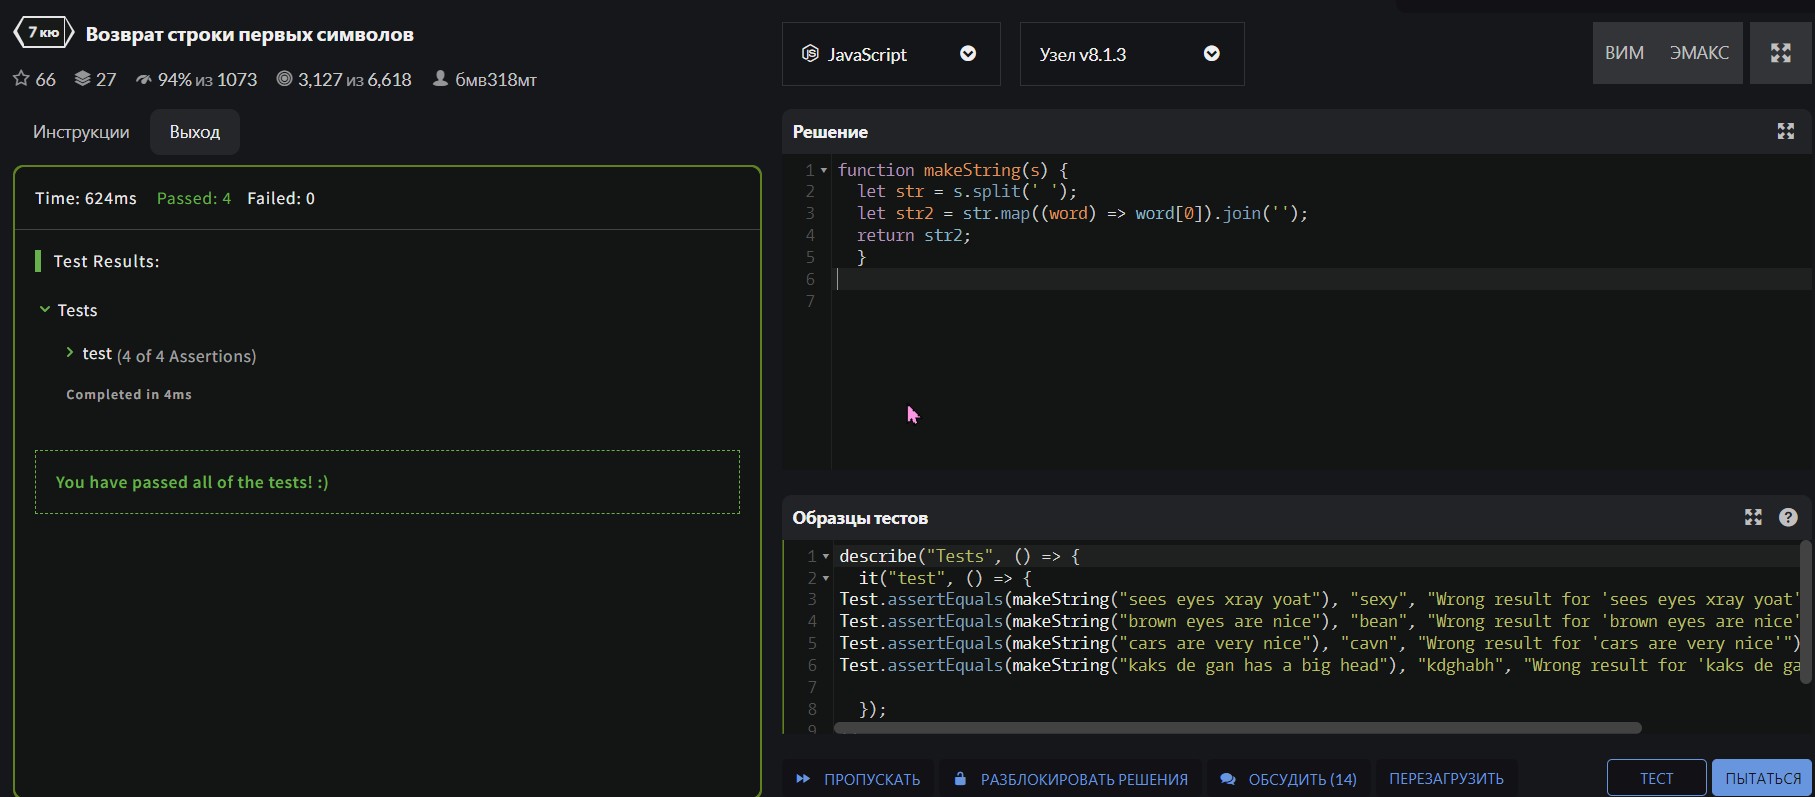 7 кю Возврат строки первых символов
66 27 94% из 1073 3,127 из 6,618 бмв318мт
Инструкции Выход
Time: 624ms Passed: 4 Failed: 0
Test Results:
Tests
test (4 of 4 Assertions)
Completed in 4ms
You have passed all of the tests! :)
JavaScript Узел v8.1.3 ВИМ ЭМАКС
Решение
1 function makeString(s) {
2 let str = s.split(' ');
3 let str2 = str.map((word) => word[0]).join('');
4 return str2;
5 }
6
7
Образцы тестов
1 describe("Tests", () => {
2 it("test", () => {
3 Test.assertEquals(makeString("sees eyes xray yoat"), "sexy", "Wrong result for 'sees eyes xray yoat'
4 Test.assertEquals(makeString("brown eyes are nice"), "bean", "Wrong result for 'brown eyes are nice'
5 Test.assertEquals(makeString("cars are very nice"), "cavn", "Wrong result for 'cars are very nice'")
6 Test.assertEquals(makeString("kaks de gan has a big head"), "kdghabh", "Wrong result for 'kaks de ga
7
8 });
9
ПРОПУСКАТЬ РАЗБЛОКИРОВАТЬ РЕШЕНИЯ ОБСУДИТЬ (14) ПЕРЕЗАГРУЗИТЬ ТЕСТ ПЫТАТЬСЯ